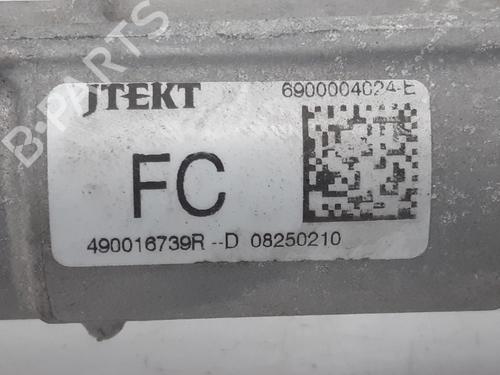 B-PARTS
JTEKT
6900004024-E
FC
490016739R --D 08250210